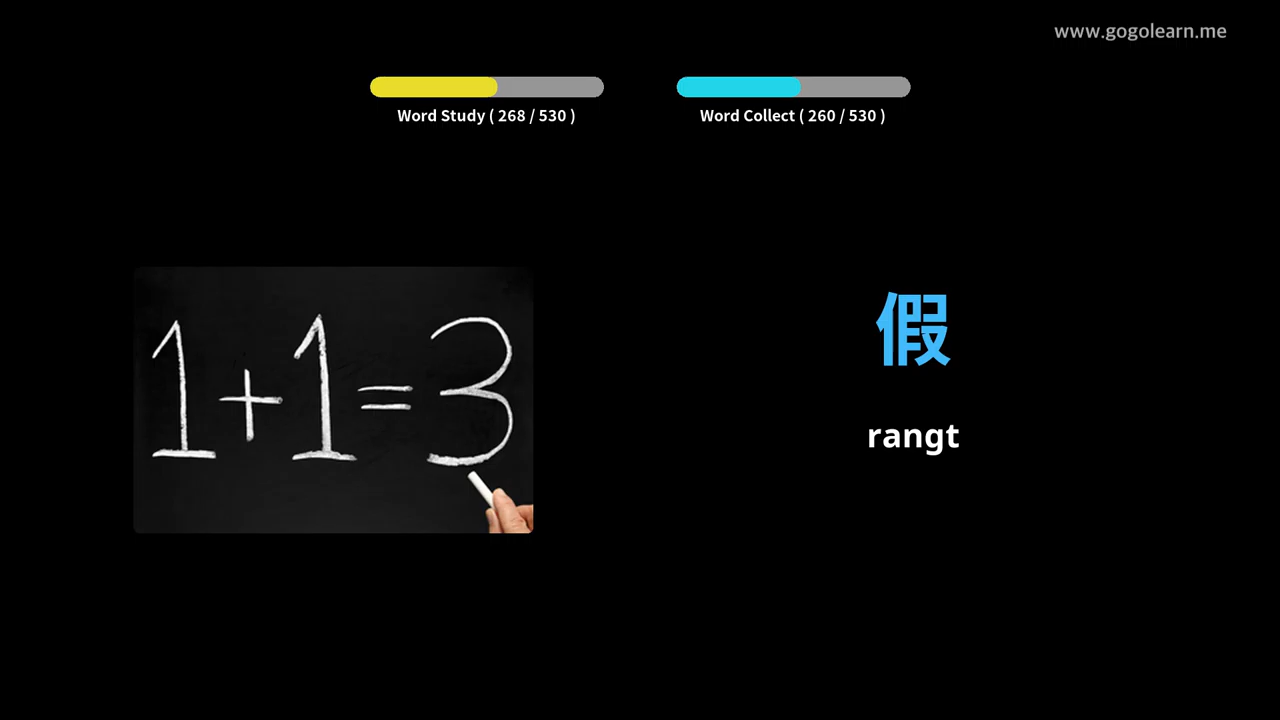 www.gogolearn.me
Word Study ( 268 / 530 )
Word Collect ( 260 / 530 )
1+1=3
假
rangt